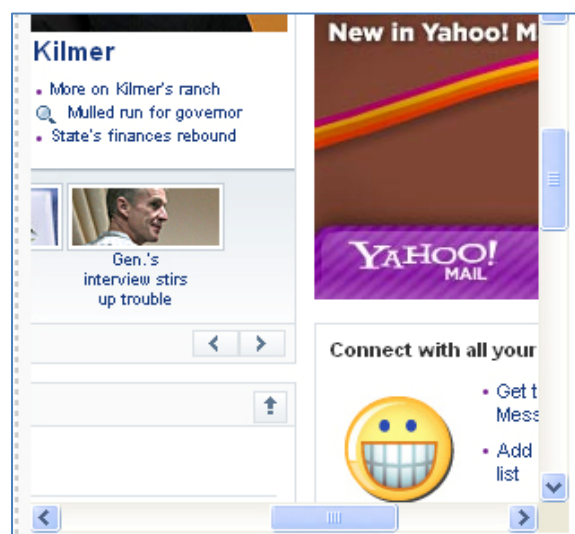 Kilmer
More on Kilmer's ranch
Mulled run for governor
State's finances rebound
Gen.'s
interview stirs
up trouble
New in Yahoo! M
YAHOO!
MAIL
Connect with all your
Get t
Mess
Add
list